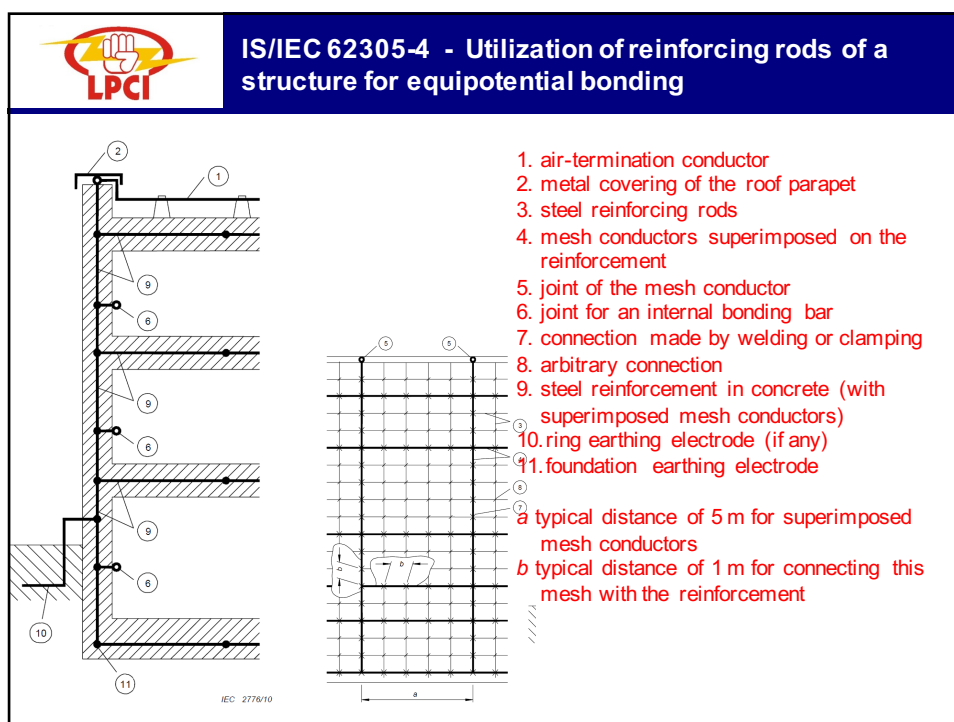 LPCI
IS/IEC 62305-4 - Utilization of reinforcing rods of a
structure for equipotential bonding
2
1
9
6
9
6
9
6
10
11
IEC 2776/10
5
5
3
8
7
b
b
a
1. air-termination conductor
2. metal covering of the roof parapet
3. steel reinforcing rods
4. mesh conductors superimposed on the
reinforcement
5. joint of the mesh conductor
6. joint for an internal bonding bar
7. connection made by welding or clamping
8. arbitrary connection
9. steel reinforcement in concrete (with
superimposed mesh conductors)
10. ring earthing electrode (if any)
11. foundation earthing electrode
a typical distance of 5 m for superimposed
mesh conductors
b typical distance of 1 m for connecting this
mesh with the reinforcement